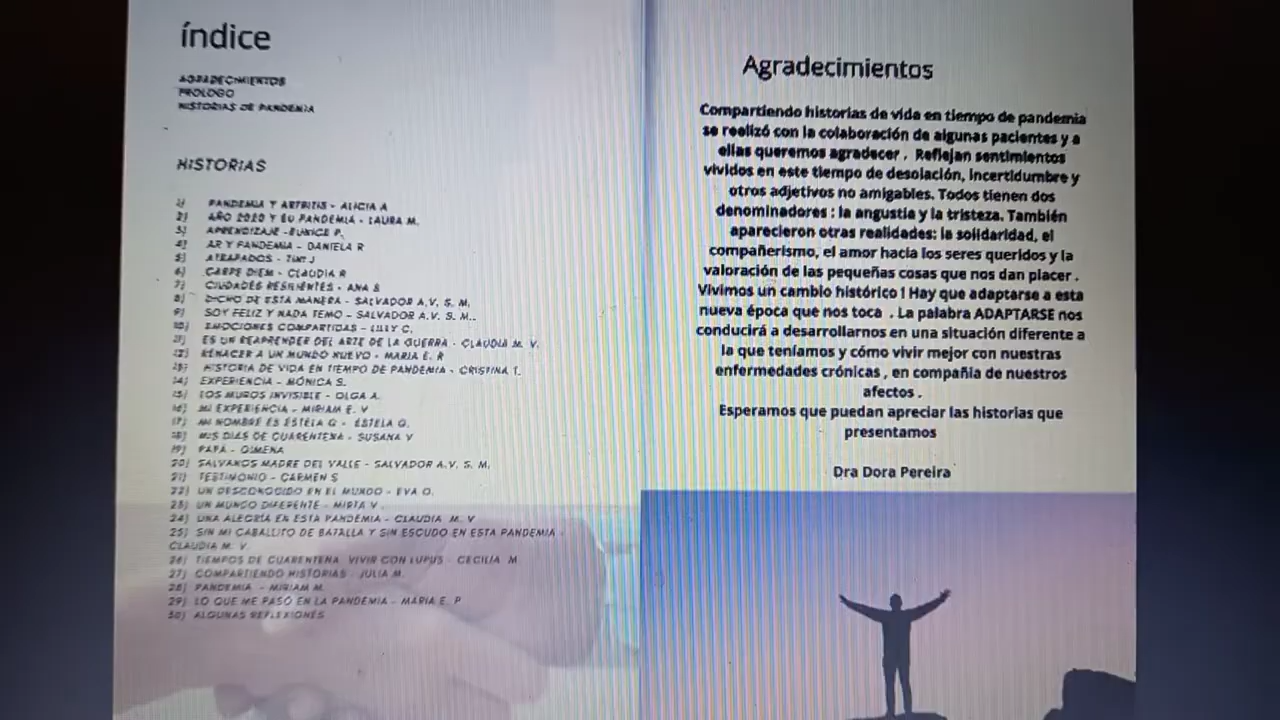 índice
AGRADECIMIENTOS
PROLOGO
HISTORIAS DE PANDEMIA
HISTORIAS
1) PANDEMIA Y ARTRITIS - ALICIA A
2) AÑO 2020 Y SU PANDEMIA - LAURA M.
3) APRENDIZAJE - EUNICE P.
4) AR Y PANDEMIA - DANIELA R
5) ATRAPADOS - J
6) CARPE DIEM - CLAUDIA R
7) CIUDADES RESILIENTES - ANA S
8) DICHO DE ESTA MANERA - SALVADOR A.V. S. M.
9) SOY FELIZ Y NADA TEMO - SALVADOR A.V. S. M..
10) EMOCIONES COMPARTIDAS - LILLY C.
11) ES UN REAPRENDER DEL ARTE DE LA GUERRA - CLAUDIA M. V.
12) RENACER A UN MUNDO NUEVO - MARIA E. R
13) HISTORIA DE VIDA EN TIEMPO DE PANDEMIA - CRISTINA T.
14) EXPERIENCIA - MÓNICA S.
15) LOS MUROS INVISIBLE - OLGA A.
16) MI EXPERIENCIA - MIRIAM E. V
17) MI NOMBRE ES ESTELA G - ESTELA G.
18) MIS DIAS DE CUARENTENA - SUSANA V
19) PAPA - GIMENA
20) SALVANOS MADRE DEL VALLE - SALVADOR A.V. S. M.
21) TESTIMONIO - CARMEN S
22) UN DESCONOCIDO EN EL MUNDO - EVA O.
23) UN MUNDO DIFERENTE - MIRTA V.
24) UNA ALEGRÍA EN ESTA PANDEMIA - CLAUDIA M. V
25) SIN MI CABALLITO DE BATALLA Y SIN ESCUDO EN ESTA PANDEMIA -
CLAUDIA M. V.
26) TIEMPOS DE CUARENTENA VIVIR CON LUPUS - CECILIA M
27) COMPARTIENDO HISTORIAS - JULIA M.
28) PANDEMIA - MIRIAM M.
29) LO QUE ME PASÓ EN LA PANDEMIA - MARIA E. P
30) ALGUNAS REFLEXIONES
Agradecimientos
Compartiendo historias de vida en tiempo de pandemia
se realizó con la colaboración de algunas pacientes y a
ellas queremos agradecer . Reflejan sentimientos
vividos en este tiempo de desolación, incertidumbre y
otros adjetivos no amigables. Todos tienen dos
denominadores : la angustia y la tristeza. También
aparecieron otras realidades: la solidaridad, el
compañerismo, el amor hacia los seres queridos y la
valoración de las pequeñas cosas que nos dan placer .
Vivimos un cambio histórico ! Hay que adaptarse a esta
nueva época que nos toca . La palabra ADAPTARSE nos
conducirá a desarrollarnos en una situación diferente a
la que teníamos y cómo vivir mejor con nuestras
enfermedades crónicas , en compañia de nuestros
afectos .
Esperamos que puedan apreciar las historias que
presentamos
Dra Dora Pereira